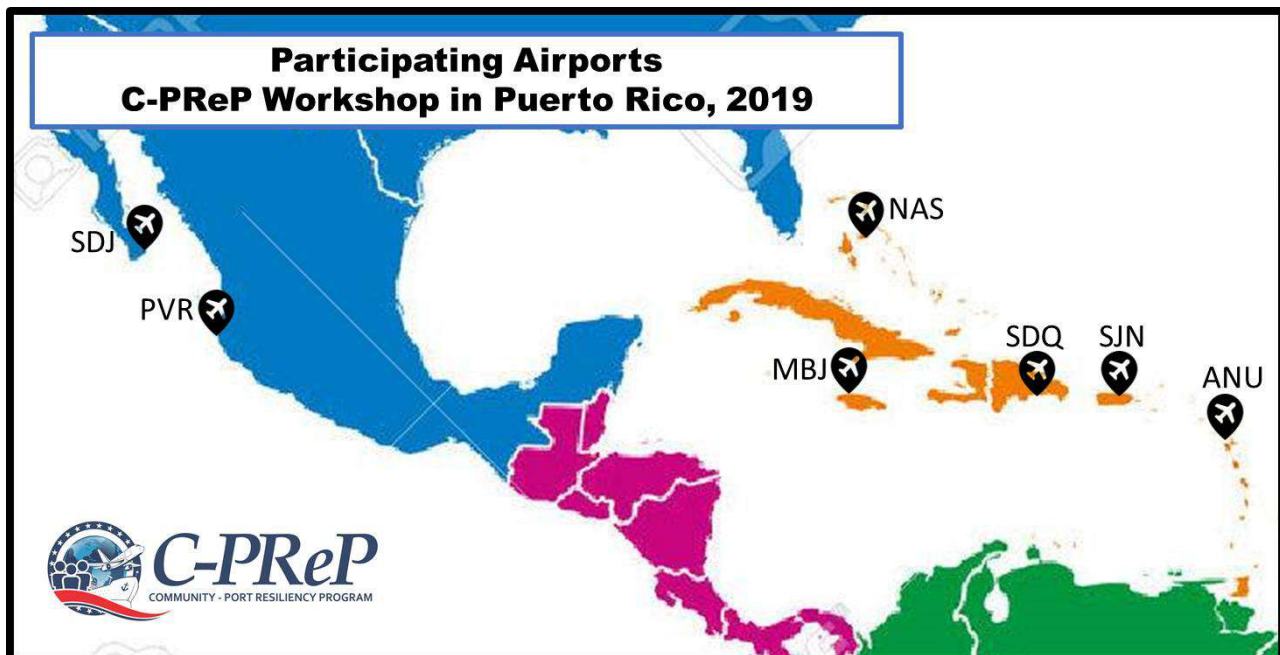 Participating Airports
C-PReP Workshop in Puerto Rico, 2019
NAS
SDJ
PVR
SDQ
SJN
MBJ
ANU
C-PReP
COMMUNITY - PORT RESILIENCY PROGRAM